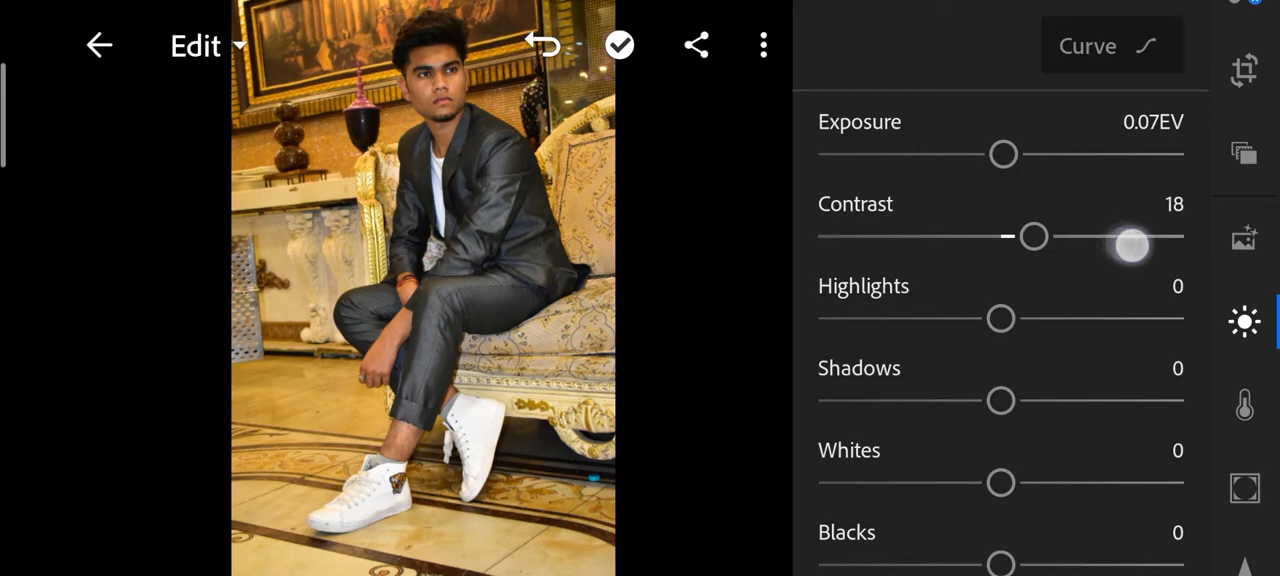 Edit
Curve
Exposure 0.07EV
Contrast 18
Highlights 0
Shadows 0
Whites 0
Blacks 0